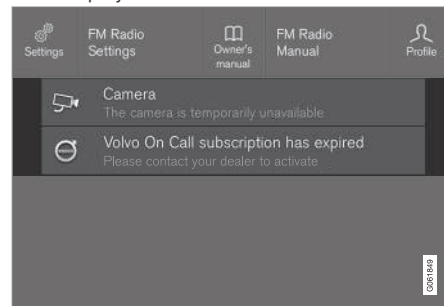 FM Radio
Settings
Settings
Owner's
manual
FM Radio
Manual
Profile
Camera
The camera is temporarily unavailable
Volvo On Call subscription has expired
Please contact your dealer to activate
G061849